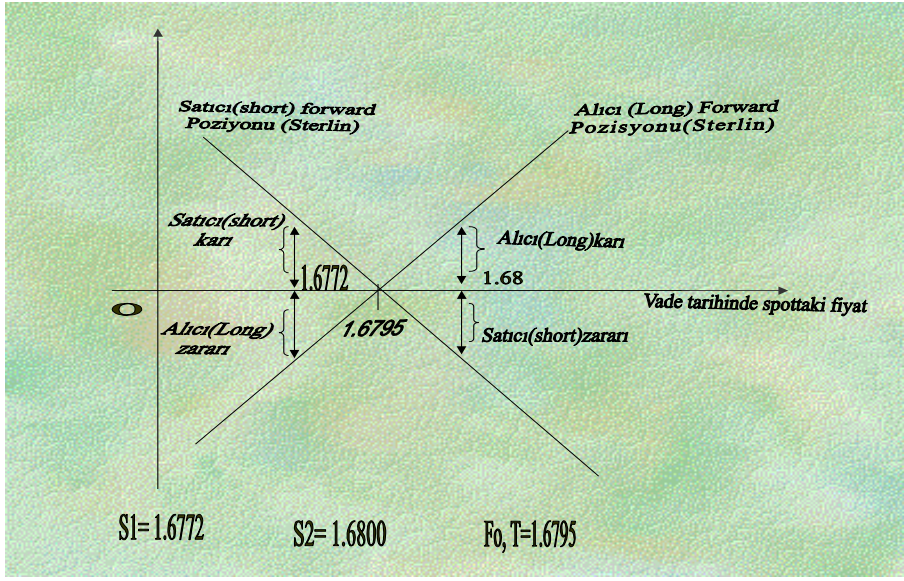 Satıcı(short) forward
Poziyonu (Sterlin)
Alıcı (Long) Forward
Pozisyonu(Sterlin)
Satıcı(short)
karı
Alıcı(Long)karı
1.6772
1.68
O
Vade tarihinde spottaki fiyat
1.6795
Alıcı(Long)
zararı
Satıcı(short)zararı
S1= 1.6772
S2= 1.6800
Fo, T=1.6795